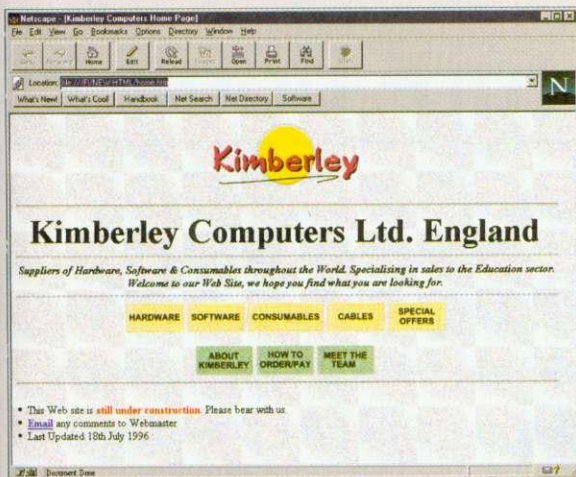 Netscape - [Kimberley Computers Home Page]
File Edit View Go Bookmarks Options Directory Window Help
Home Edit Reload Open Print Find
Location:
What's New! What's Cool! Handbook Net Search Net Directory Software
N
Kimberley
Kimberley Computers Ltd. England
Suppliers of Hardware, Software & Consumables throughout the World. Specialising in sales to the Education sector.
Welcome to our Web Site, we hope you find what you are looking for.
HARDWARE SOFTWARE CONSUMABLES CABLES SPECIAL OFFERS
ABOUT KIMBERLEY HOW TO ORDER/PAY MEET THE TEAM
This Web site is still under construction. Please bear with us.
Email any comments to Webmaster
Last Updated 18th July 1996
Document: Done